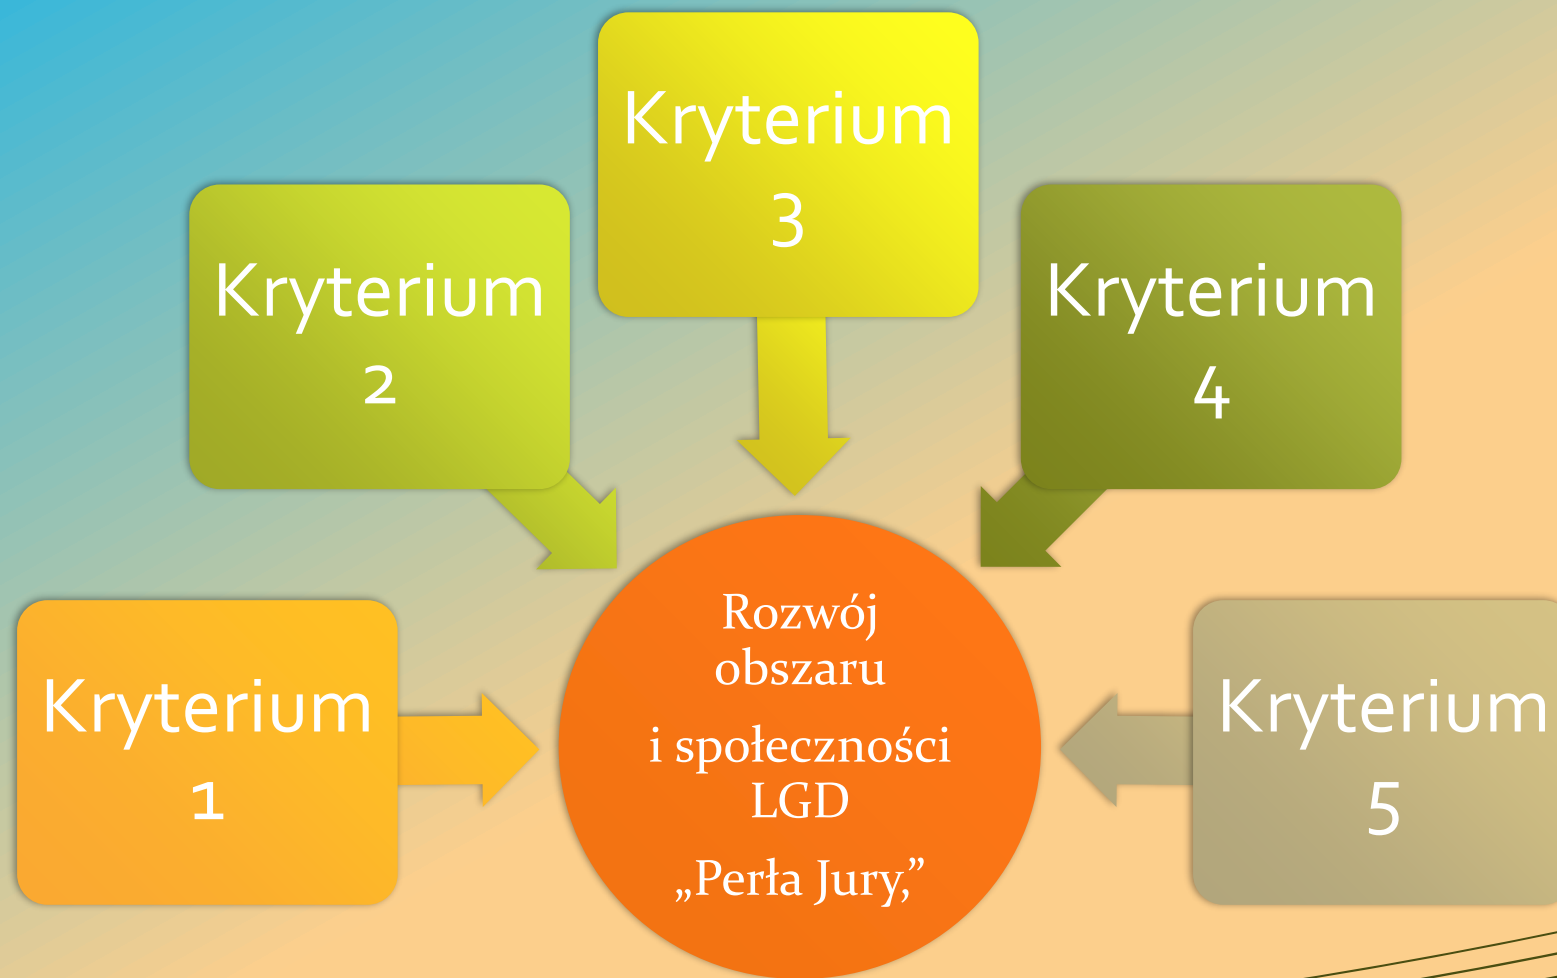 Kryterium
1
Kryterium
2
Kryterium
3
Kryterium
4
Kryterium
5
Rozwój
obszaru
i społeczności
LGD
„Perła Jury,”